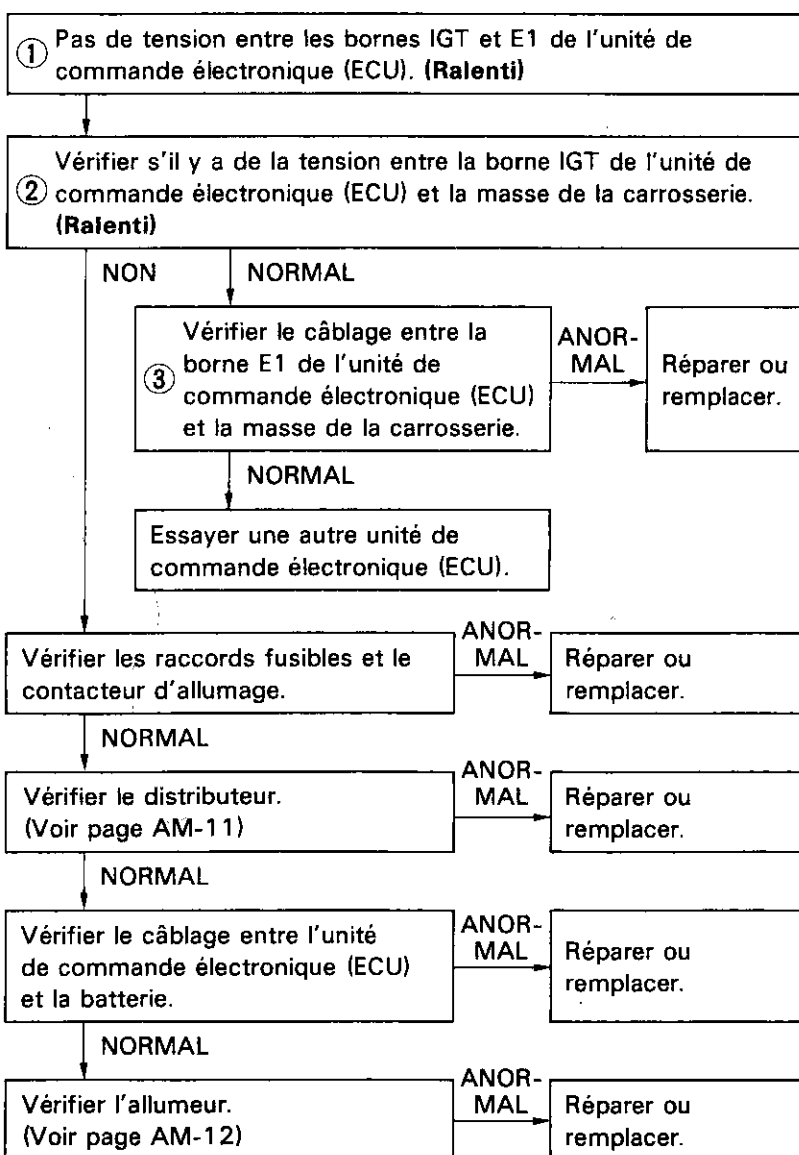 ① Pas de tension entre les bornes IGT et E1 de l'unité de
commande électronique (ECU). (Ralenti)
② Vérifier s'il y a de la tension entre la borne IGT de l'unité de
commande électronique (ECU) et la masse de la carrosserie.
(Ralenti)
NON
NORMAL
③ Vérifier le câblage entre la
borne E1 de l'unité de
commande électronique (ECU)
et la masse de la carrosserie.
ANOR-
MAL
Réparer ou
remplacer.
NORMAL
Essayer une autre unité de
commande électronique (ECU).
Vérifier les raccords fusibles et le
contacteur d'allumage.
ANOR-
MAL
Réparer ou
remplacer.
NORMAL
Vérifier le distributeur.
(Voir page AM-11)
ANOR-
MAL
Réparer ou
remplacer.
NORMAL
Vérifier le câblage entre l'unité
de commande électronique (ECU)
et la batterie.
ANOR-
MAL
Réparer ou
remplacer.
NORMAL
Vérifier l'allumeur.
(Voir page AM-12)
ANOR-
MAL
Réparer ou
remplacer.